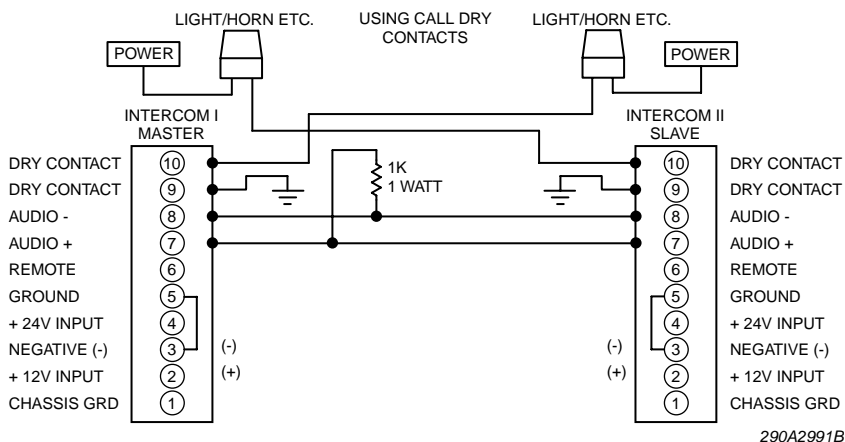 LIGHT/HORN ETC.
USING CALL DRY
CONTACTS
LIGHT/HORN ETC.
POWER
POWER
INTERCOM I
MASTER
INTERCOM II
SLAVE
DRY CONTACT 10
DRY CONTACT 9
AUDIO - 8
AUDIO + 7
REMOTE 6
GROUND 5
+ 24V INPUT 4
NEGATIVE (-) 3 (-)
+ 12V INPUT 2 (+)
CHASSIS GRD 1
1K
1 WATT
10 DRY CONTACT
9 DRY CONTACT
8 AUDIO -
7 AUDIO +
6 REMOTE
5 GROUND
4 + 24V INPUT
(-) 3 NEGATIVE (-)
(+) 2 + 12V INPUT
1 CHASSIS GRD
290A2991B